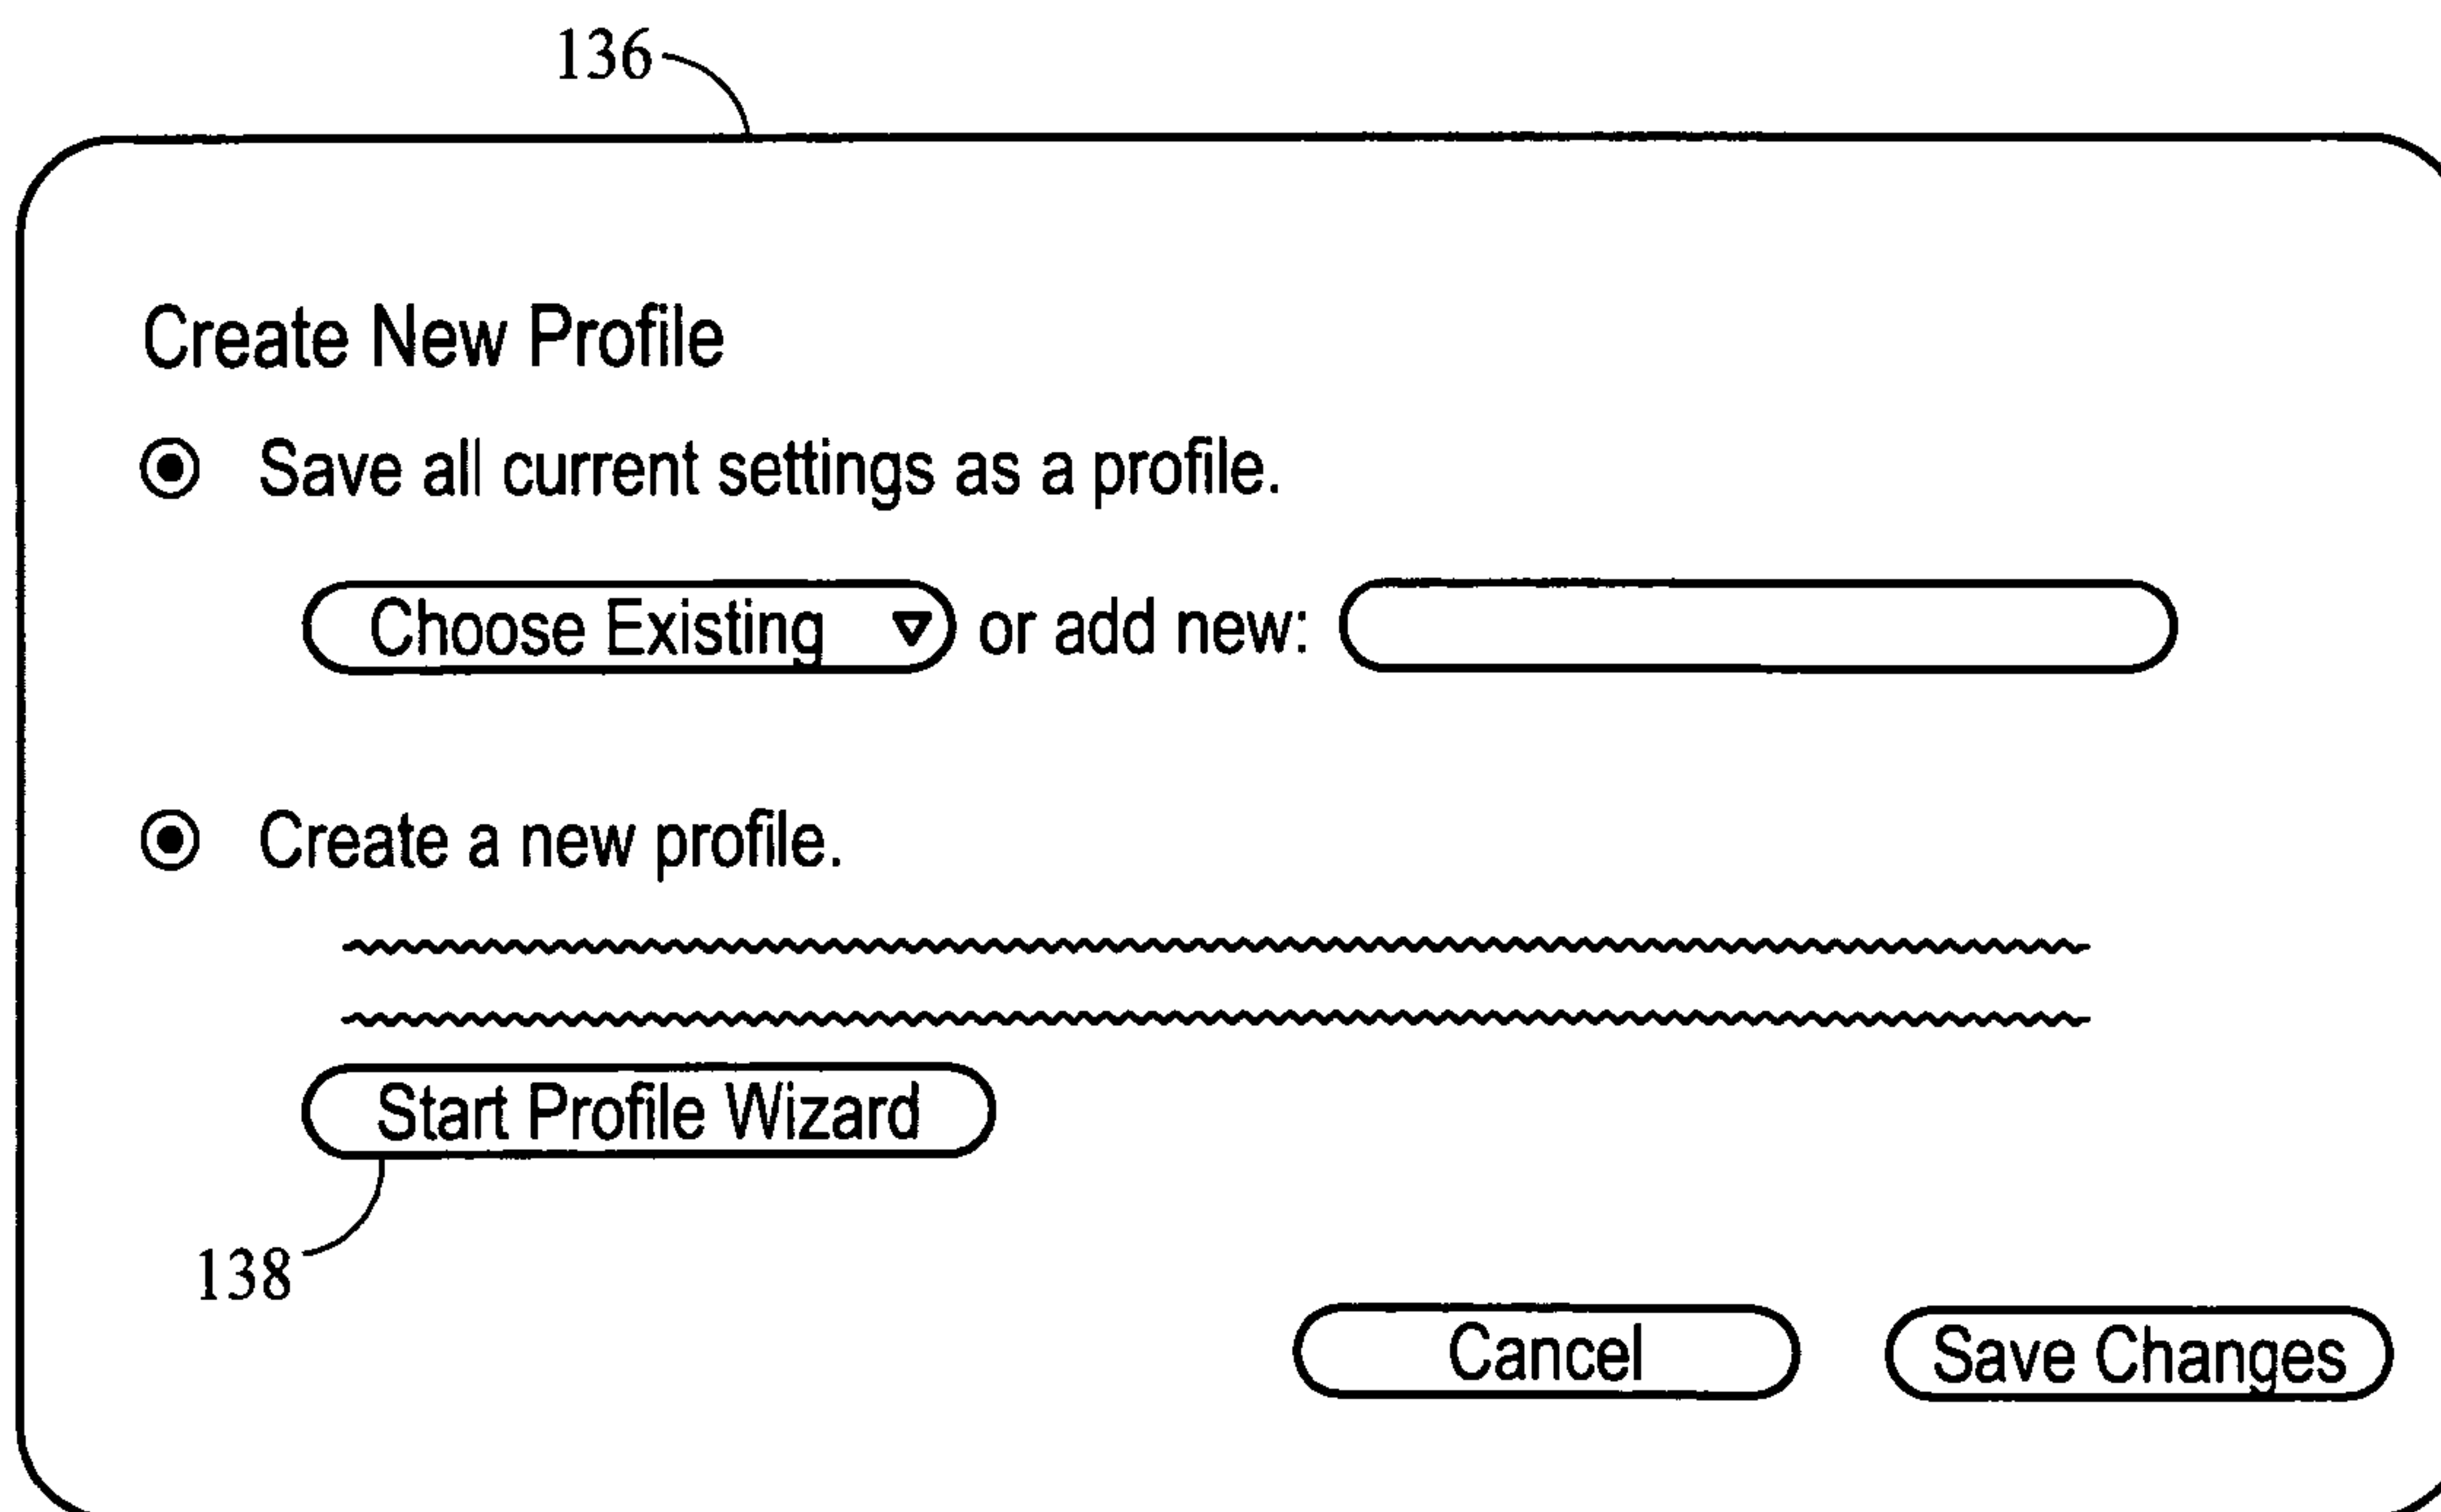 136
Create New Profile
Save all current settings as a profile.
Choose Existing or add new:
Create a new profile.
Start Profile Wizard
138
Cancel Save Changes